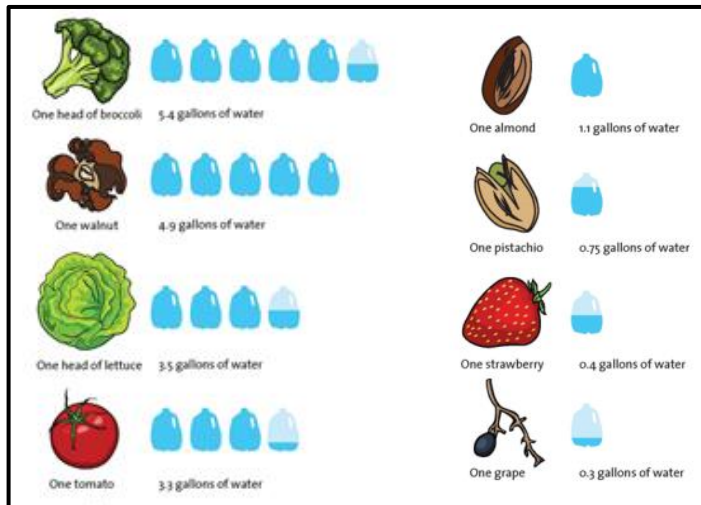 One head of broccoli
5.4 gallons of water
One walnut
4.9 gallons of water
One head of lettuce
3.5 gallons of water
One tomato
3.3 gallons of water
One almond
1.1 gallons of water
One pistachio
0.75 gallons of water
One strawberry
0.4 gallons of water
One grape
0.3 gallons of water